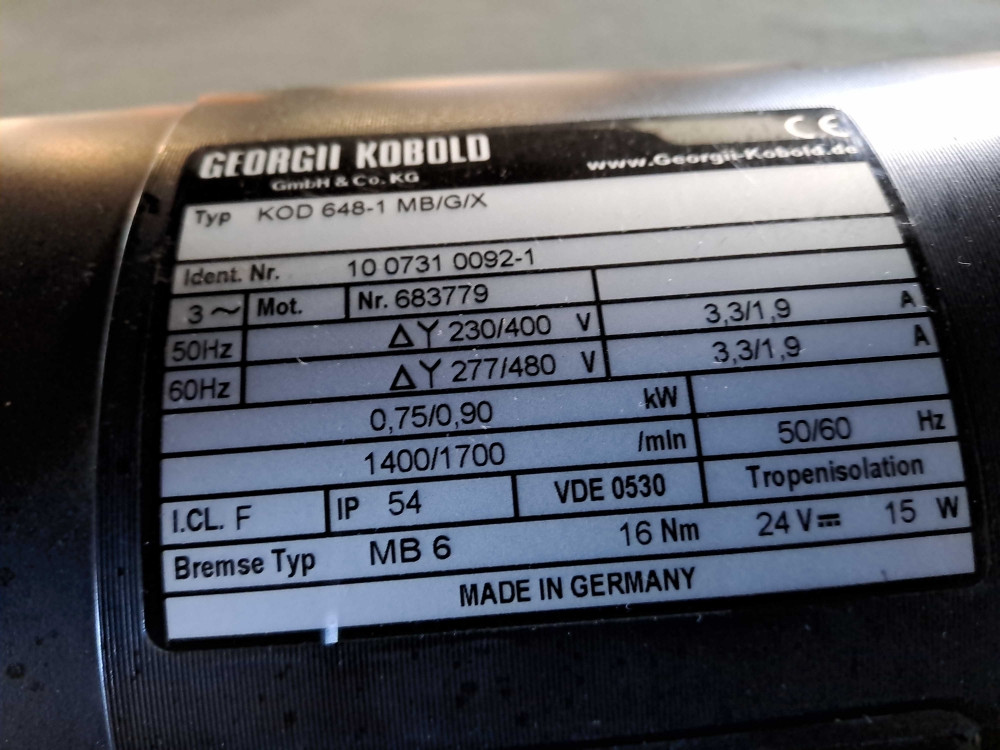 GEORGII KOBOLD
GmbH & Co. KG
www.Georgii-Kobold.de
CE
Typ KOD 648-1 MB/G/X
Ident. Nr. 10 0731 0092-1
3 ~ Mot. Nr. 683779
50Hz Δ Y 230/400 V 3,3/1,9 A
60Hz Δ Y 277/480 V 3,3/1,9 A
0,75/0,90 kW
1400/1700 /min 50/60 Hz
I.CL. F IP 54 VDE 0530 Tropenisolation
Bremse Typ MB 6 16 Nm 24 V⎓ 15 W
MADE IN GERMANY